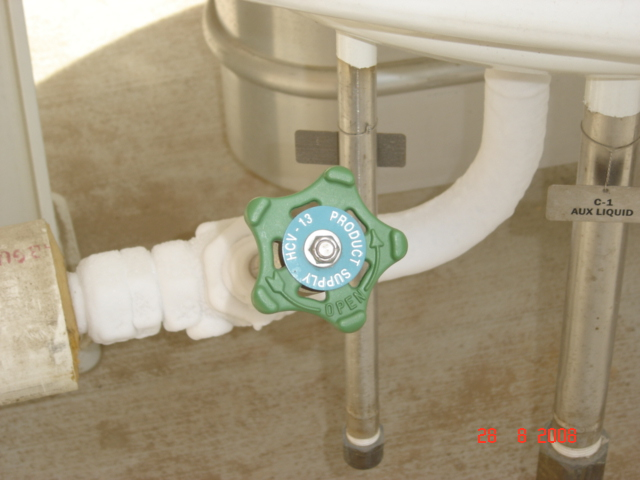 HCV-13 PRODUCT SUPPLY
OPEN
C-1
AUX LIQUID
28 8 2008